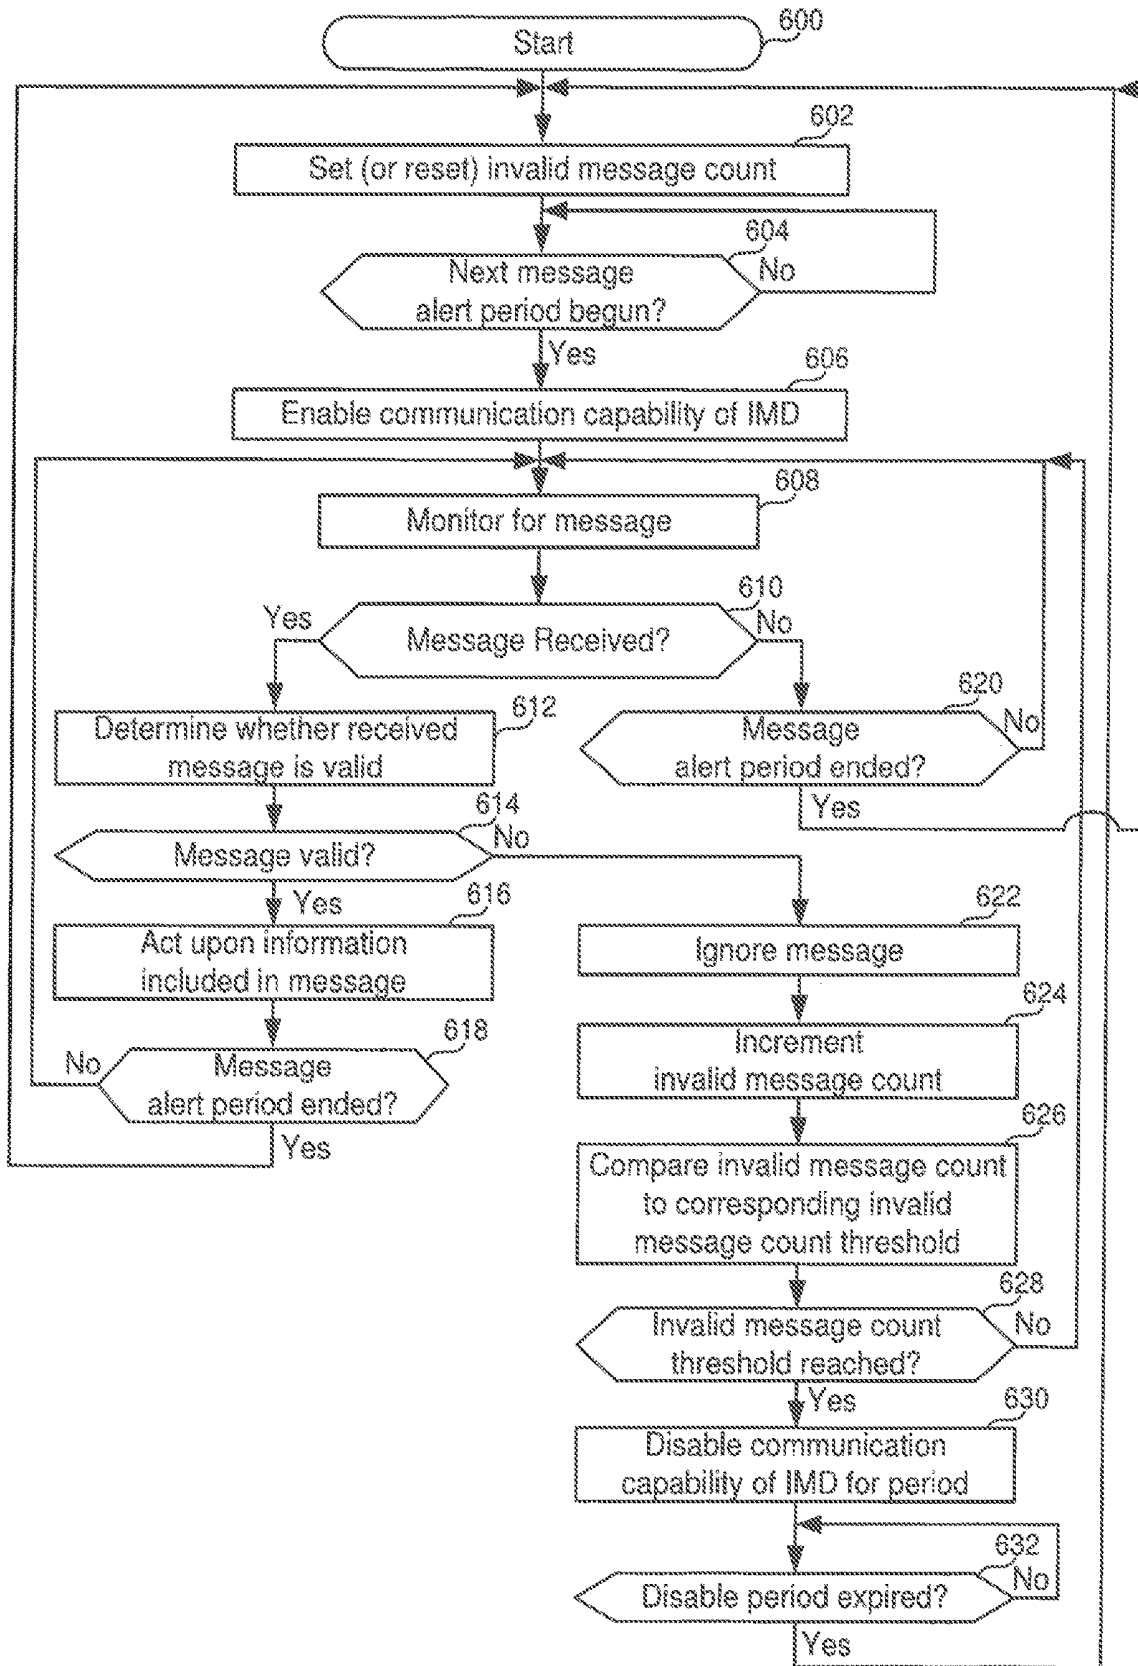 600
Start
602
Set (or reset) invalid message count
604
Next message
alert period begun?
No
Yes
606
Enable communication capability of IMD
608
Monitor for message
610
Yes
Message Received?
No
612
Determine whether received
message is valid
620
Message
alert period ended?
No
Yes
614
Message valid?
No
Yes
616
Act upon information
included in message
622
Ignore message
624
Increment
invalid message count
618
No
Message
alert period ended?
Yes
626
Compare invalid message count
to corresponding invalid
message count threshold
628
Invalid message count
threshold reached?
No
Yes
630
Disable communication
capability of IMD for period
632
Disable period expired?
No
Yes